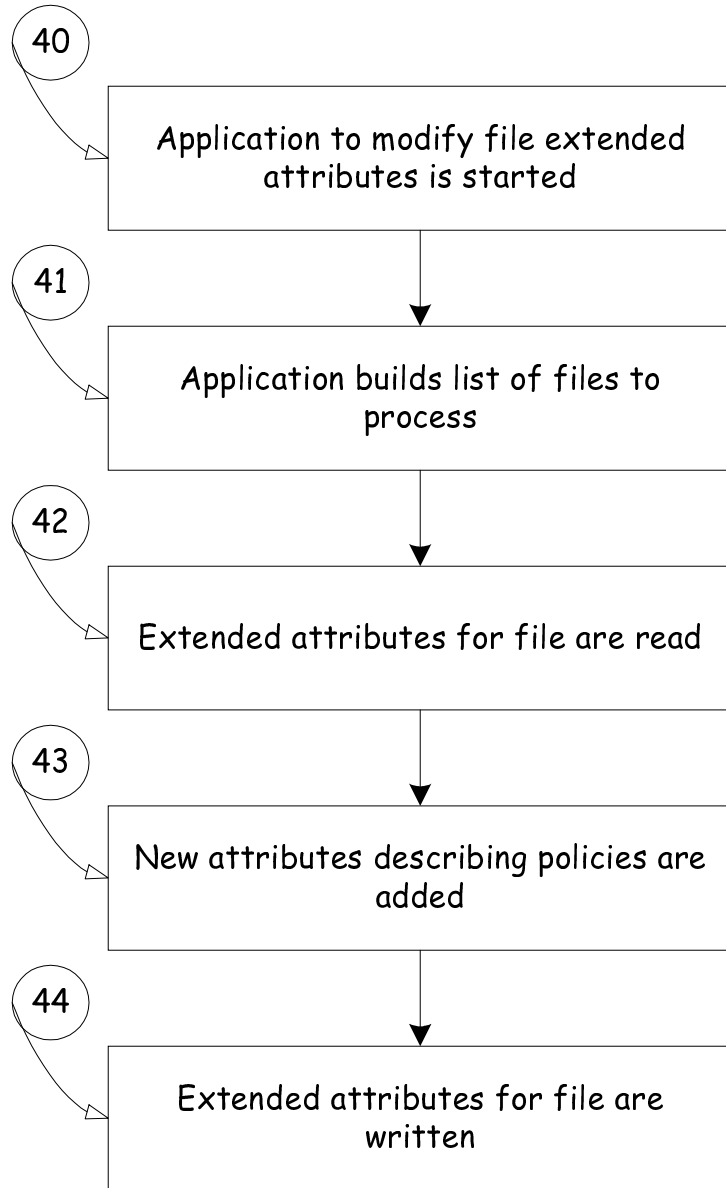 40
Application to modify file extended
attributes is started
41
Application builds list of files to
process
42
Extended attributes for file are read
43
New attributes describing policies are
added
44
Extended attributes for file are
written